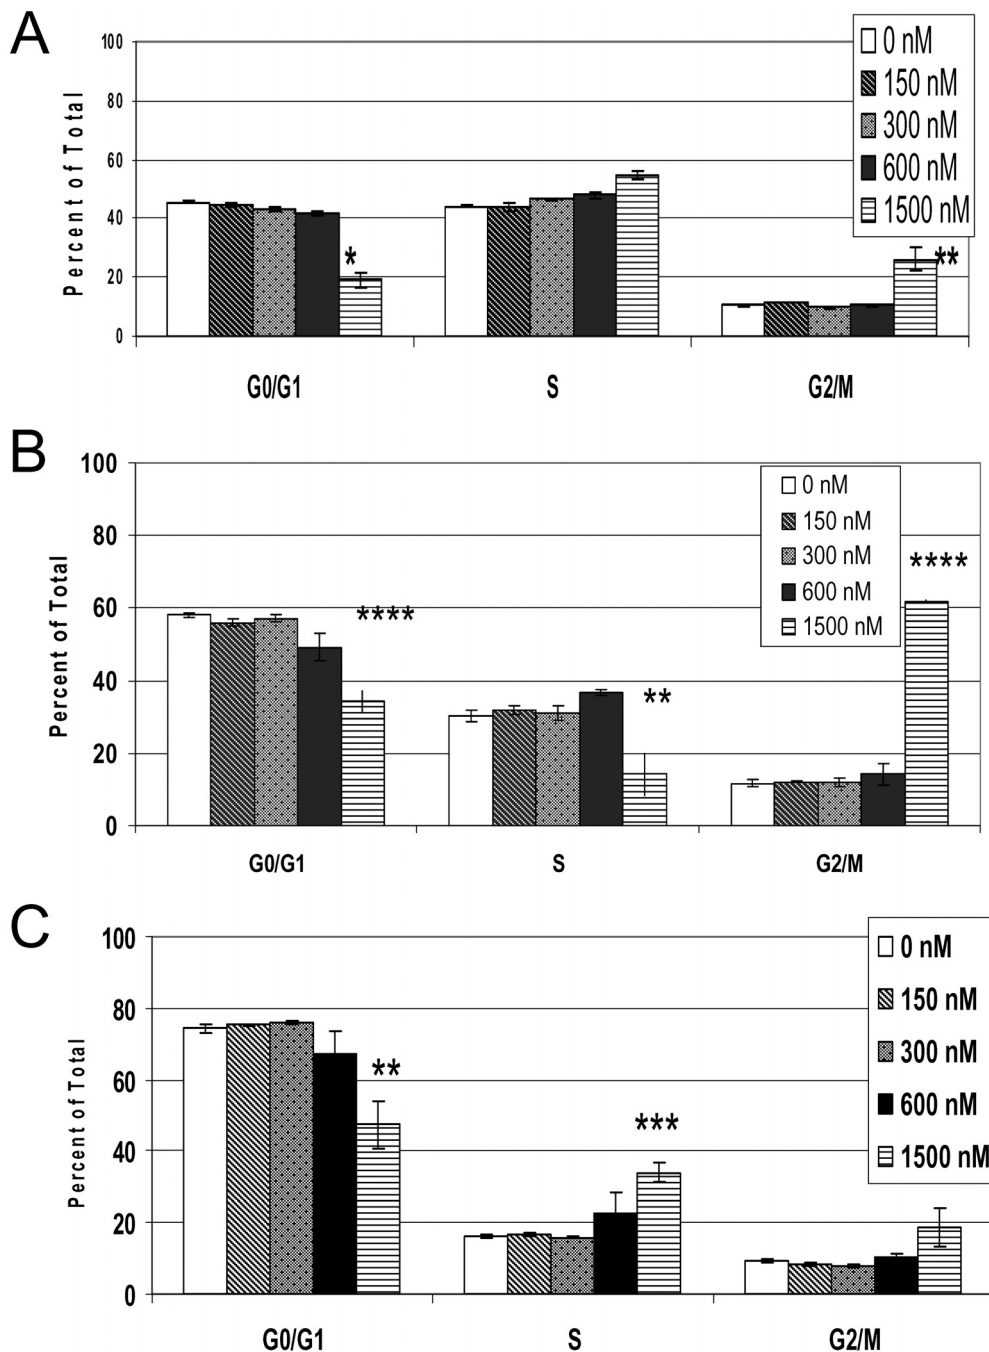 A
Percent of Total
100
80
60
40
20
0
0 nM
150 nM
300 nM
600 nM
1500 nM
*
**
G0/G1 S G2/M
B
Percent of Total
100
80
60
40
20
0
0 nM
150 nM
300 nM
600 nM
1500 nM
****
**
****
G0/G1 S G2/M
C
Percent of Total
100
80
60
40
20
0
0 nM
150 nM
300 nM
600 nM
1500 nM
**
***
G0/G1 S G2/M